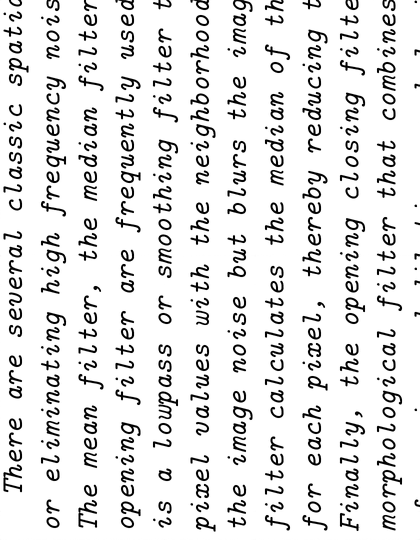 There are several classic spatia
or eliminating high frequency nois
The mean filter, the median filter
opening filter are frequently used
is a lowpass or smoothing filter t
pixel values with the neighborhood
the image noise but blurs the imag
filter calculates the median of th
for each pixel, thereby reducing t
Finally, the opening closing filte
morphological filter that combines